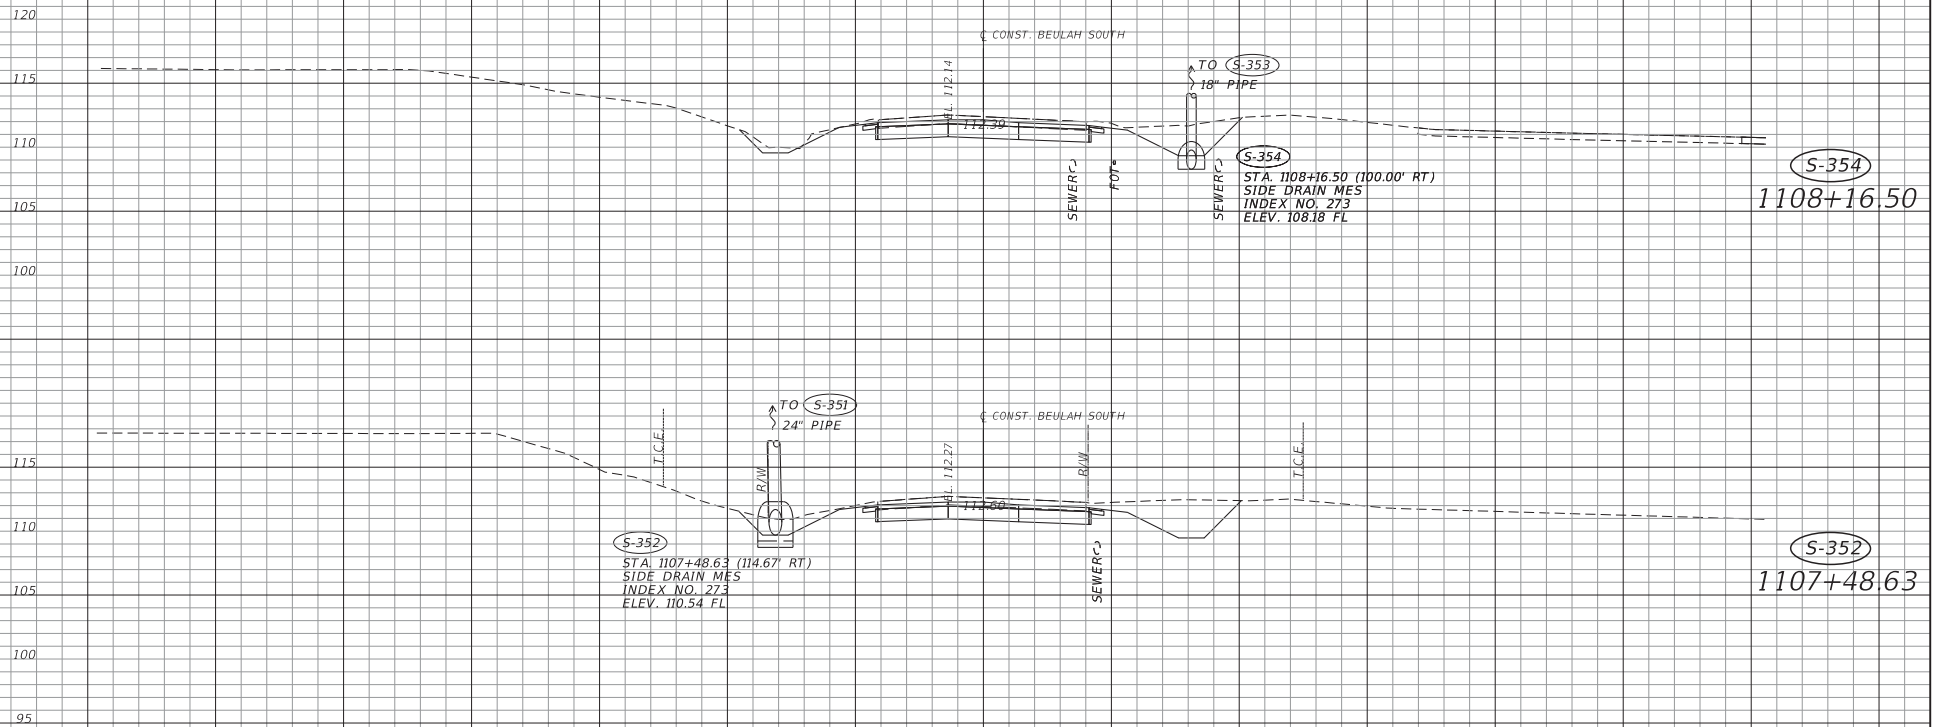 120
℄ CONST. BEULAH SOUTH
TO S-353
18" PIPE
115
EL. 112.14
112.39
110
SEWER
FOT
SEWER
S-354
STA. 1108+16.50 (100.00' RT)
SIDE DRAIN MES
INDEX NO. 273
ELEV. 108.18 FL
S-354
1108+16.50
105
100
TO S-351
24" PIPE
℄ CONST. BEULAH SOUTH
T.C.E.
R/W
EL. 112.27
R/W
T.C.E.
115
112.60
110
S-352
STA. 1107+48.63 (114.67' RT)
SIDE DRAIN MES
INDEX NO. 273
ELEV. 110.54 FL
SEWER
S-352
1107+48.63
105
100
95